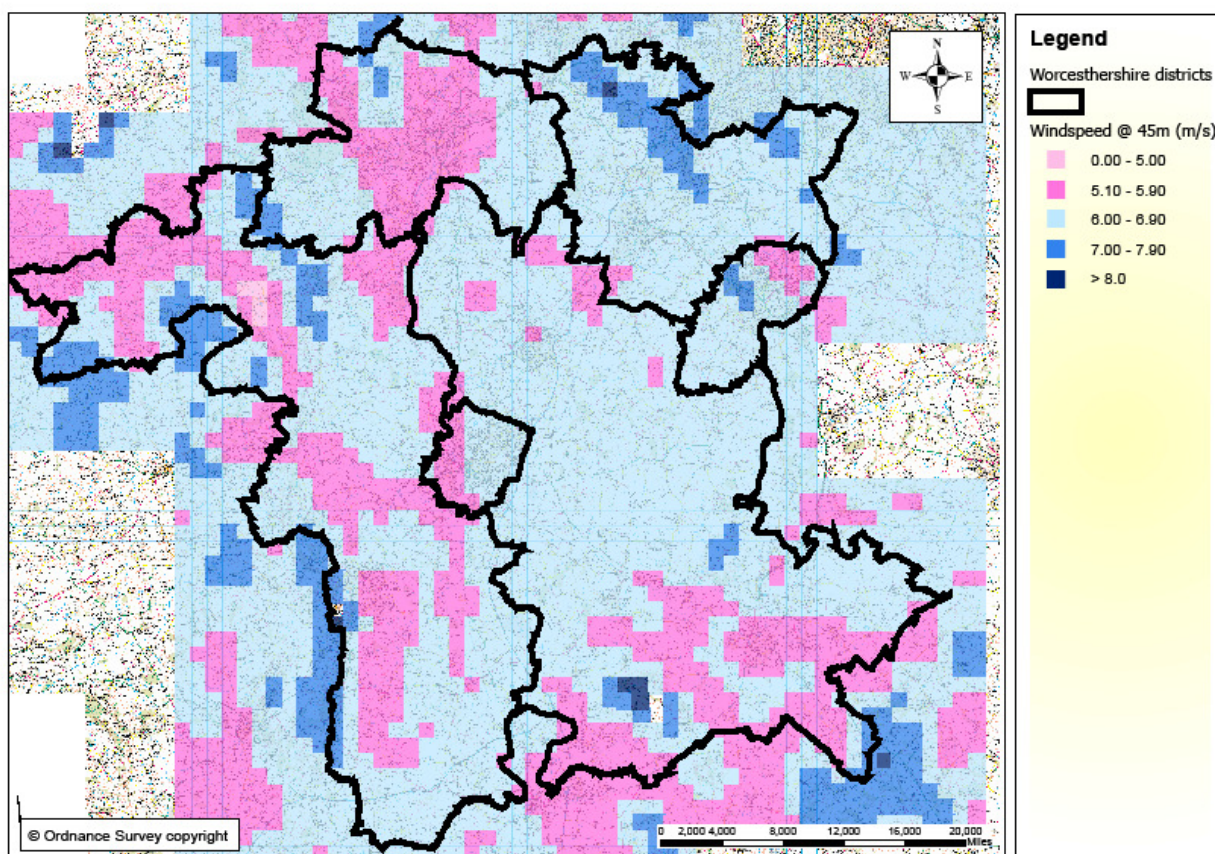 N
W E
S
© Ordnance Survey copyright
0 2,000 4,000 8,000 12,000 16,000 20,000
Miles
Legend
Worcesthershire districts
Windspeed @ 45m (m/s)
0.00 - 5.00
5.10 - 5.90
6.00 - 6.90
7.00 - 7.90
> 8.0